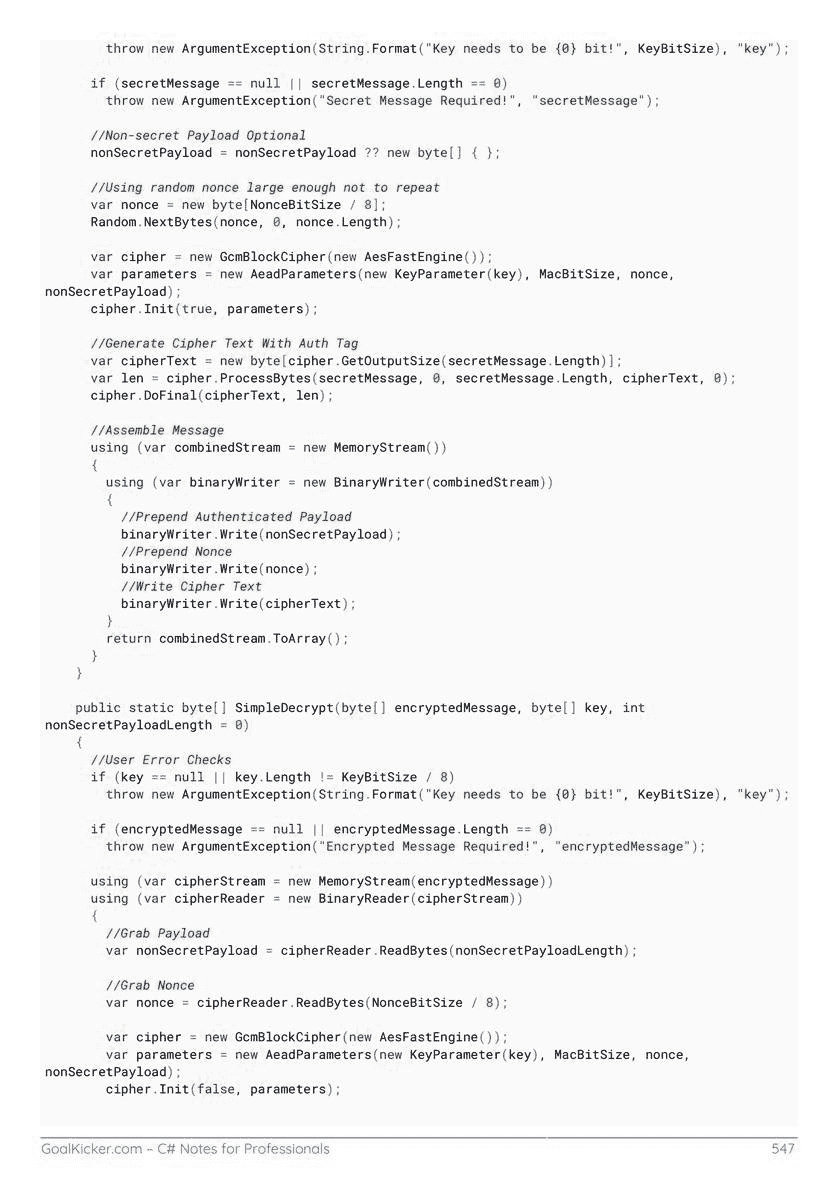 throw new ArgumentException(String.Format("Key needs to be {0} bit!", KeyBitSize), "key");
if (secretMessage == null || secretMessage.Length == 0)
throw new ArgumentException("Secret Message Required!", "secretMessage");
//Non-secret Payload Optional
nonSecretPayload = nonSecretPayload ?? new byte[] { };
//Using random nonce large enough not to repeat
var nonce = new byte[NonceBitSize / 8];
Random.NextBytes(nonce, 0, nonce.Length);
var cipher = new GcmBlockCipher(new AesFastEngine());
var parameters = new AeadParameters(new KeyParameter(key), MacBitSize, nonce,
nonSecretPayload);
cipher.Init(true, parameters);
//Generate Cipher Text With Auth Tag
var cipherText = new byte[cipher.GetOutputSize(secretMessage.Length)];
var len = cipher.ProcessBytes(secretMessage, 0, secretMessage.Length, cipherText, 0);
cipher.DoFinal(cipherText, len);
//Assemble Message
using (var combinedStream = new MemoryStream())
{
using (var binaryWriter = new BinaryWriter(combinedStream))
{
//Prepend Authenticated Payload
binaryWriter.Write(nonSecretPayload);
//Prepend Nonce
binaryWriter.Write(nonce);
//Write Cipher Text
binaryWriter.Write(cipherText);
}
return combinedStream.ToArray();
}
}
public static byte[] SimpleDecrypt(byte[] encryptedMessage, byte[] key, int
nonSecretPayloadLength = 0)
{
//User Error Checks
if (key == null || key.Length != KeyBitSize / 8)
throw new ArgumentException(String.Format("Key needs to be {0} bit!", KeyBitSize), "key");
if (encryptedMessage == null || encryptedMessage.Length == 0)
throw new ArgumentException("Encrypted Message Required!", "encryptedMessage");
using (var cipherStream = new MemoryStream(encryptedMessage))
using (var cipherReader = new BinaryReader(cipherStream))
{
//Grab Payload
var nonSecretPayload = cipherReader.ReadBytes(nonSecretPayloadLength);
//Grab Nonce
var nonce = cipherReader.ReadBytes(NonceBitSize / 8);
var cipher = new GcmBlockCipher(new AesFastEngine());
var parameters = new AeadParameters(new KeyParameter(key), MacBitSize, nonce,
nonSecretPayload);
cipher.Init(false, parameters);
GoalKicker.com – C# Notes for Professionals 547